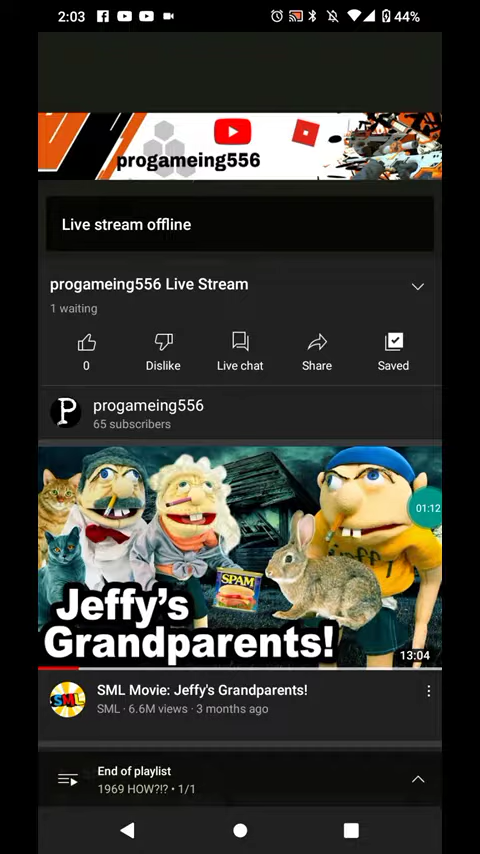 2:03
44%
progameing556
Live stream offline
progameing556 Live Stream
1 waiting
0
Dislike
Live chat
Share
Saved
P
progameing556
65 subscribers
01:12
SPAM
Jeffy's
Grandparents!
13:04
SML
SML Movie: Jeffy's Grandparents!
SML · 6.6M views · 3 months ago
End of playlist
1969 HOW?!? • 1/1